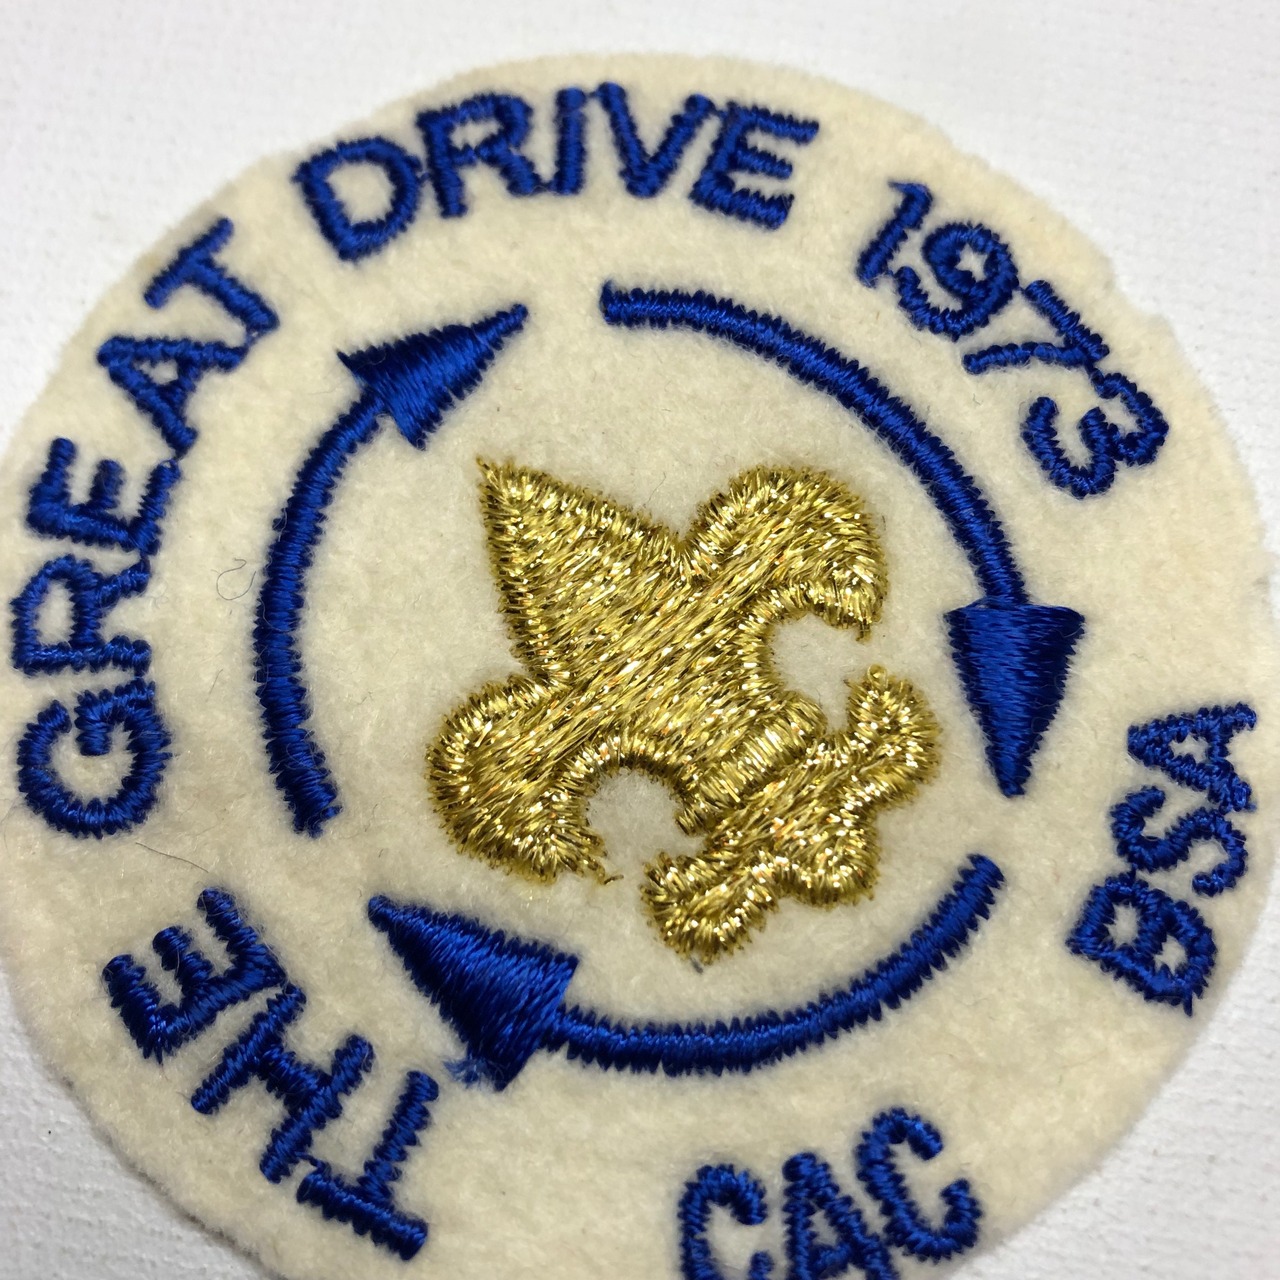 THE GREAT DRIVE 1973
BSA
CAC